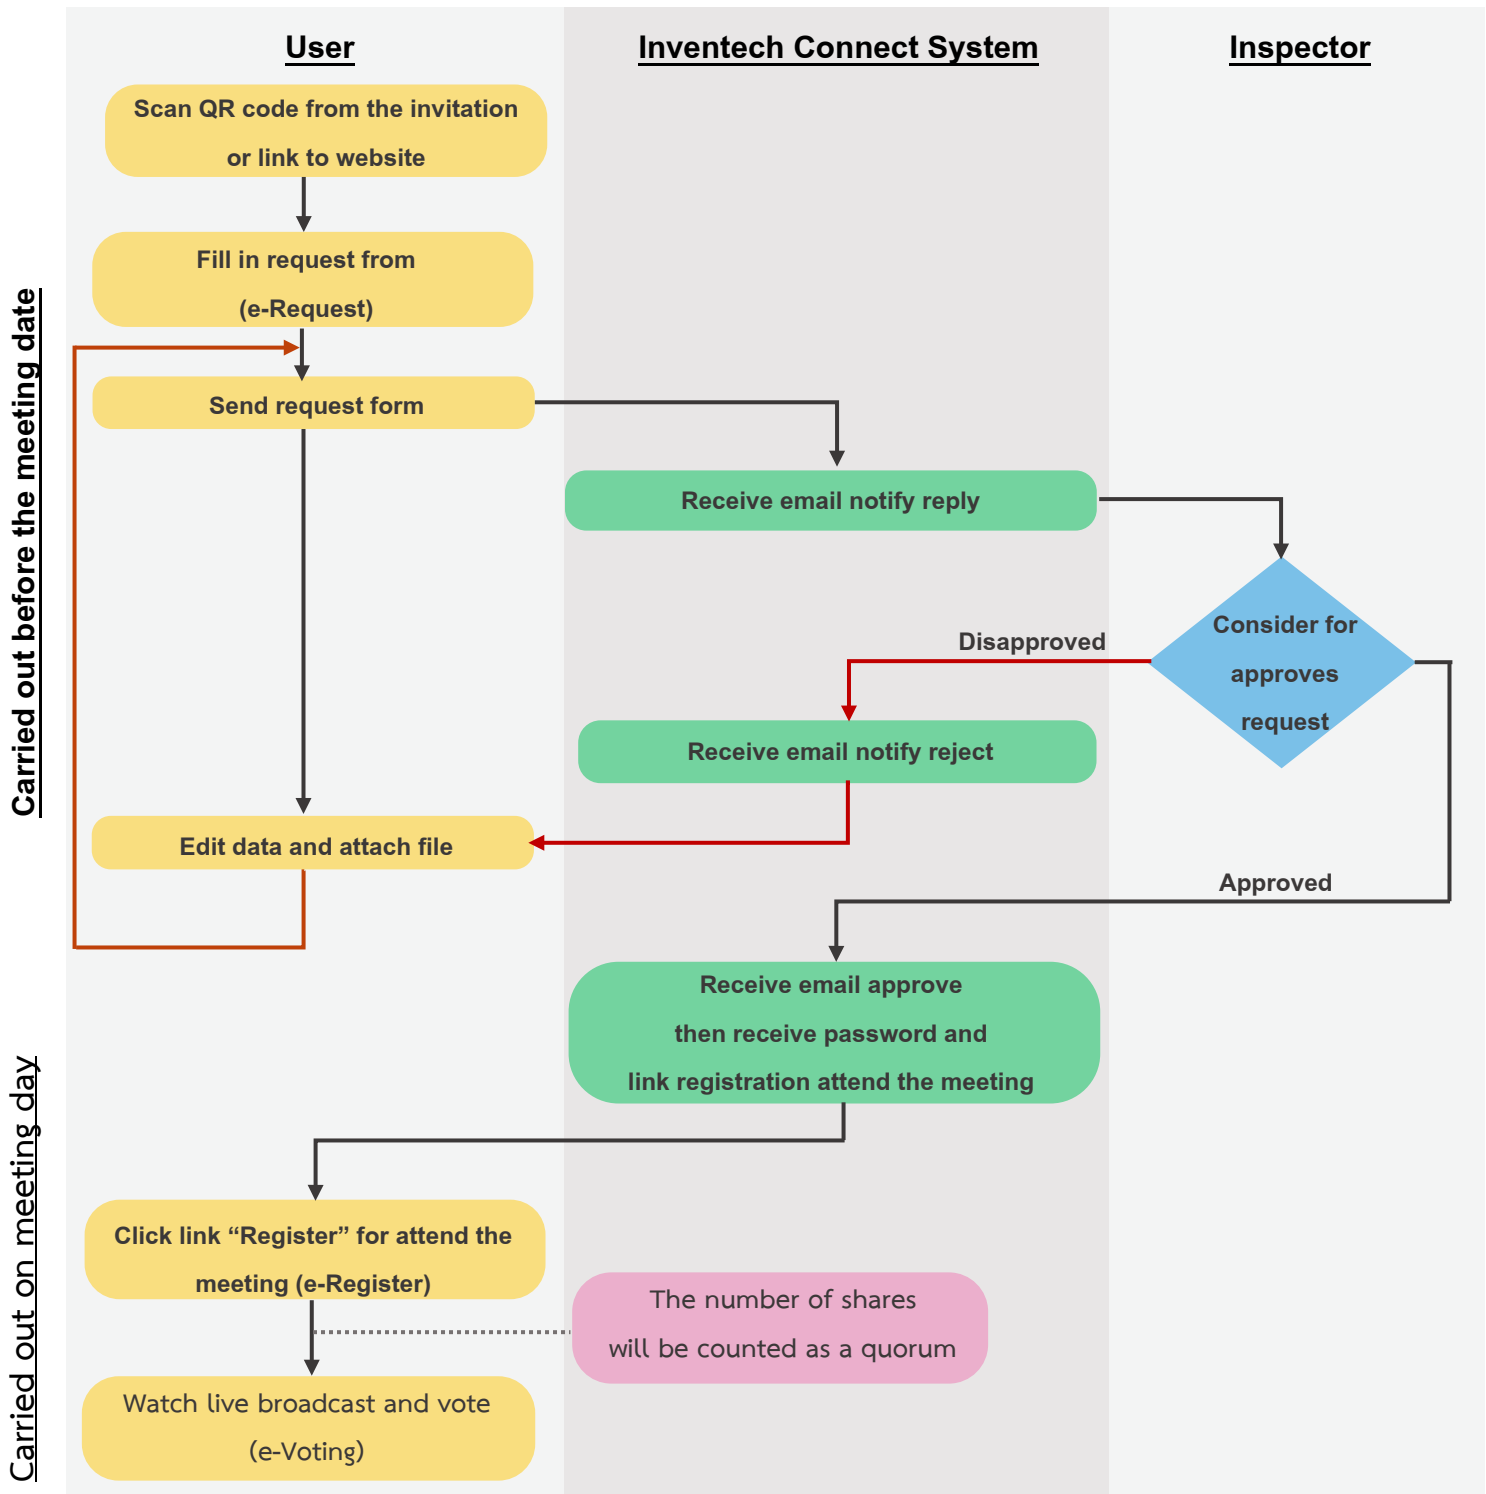 User
Inventech Connect System
Inspector
Carried out before the meeting date
Scan QR code from the invitation
or link to website
Fill in request from
(e-Request)
Send request form
Receive email notify reply
Consider for
approves
request
Disapproved
Receive email notify reject
Edit data and attach file
Approved
Receive email approve
then receive password and
link registration attend the meeting
Carried out on meeting day
Click link “Register” for attend the
meeting (e-Register)
The number of shares
will be counted as a quorum
Watch live broadcast and vote
(e-Voting)